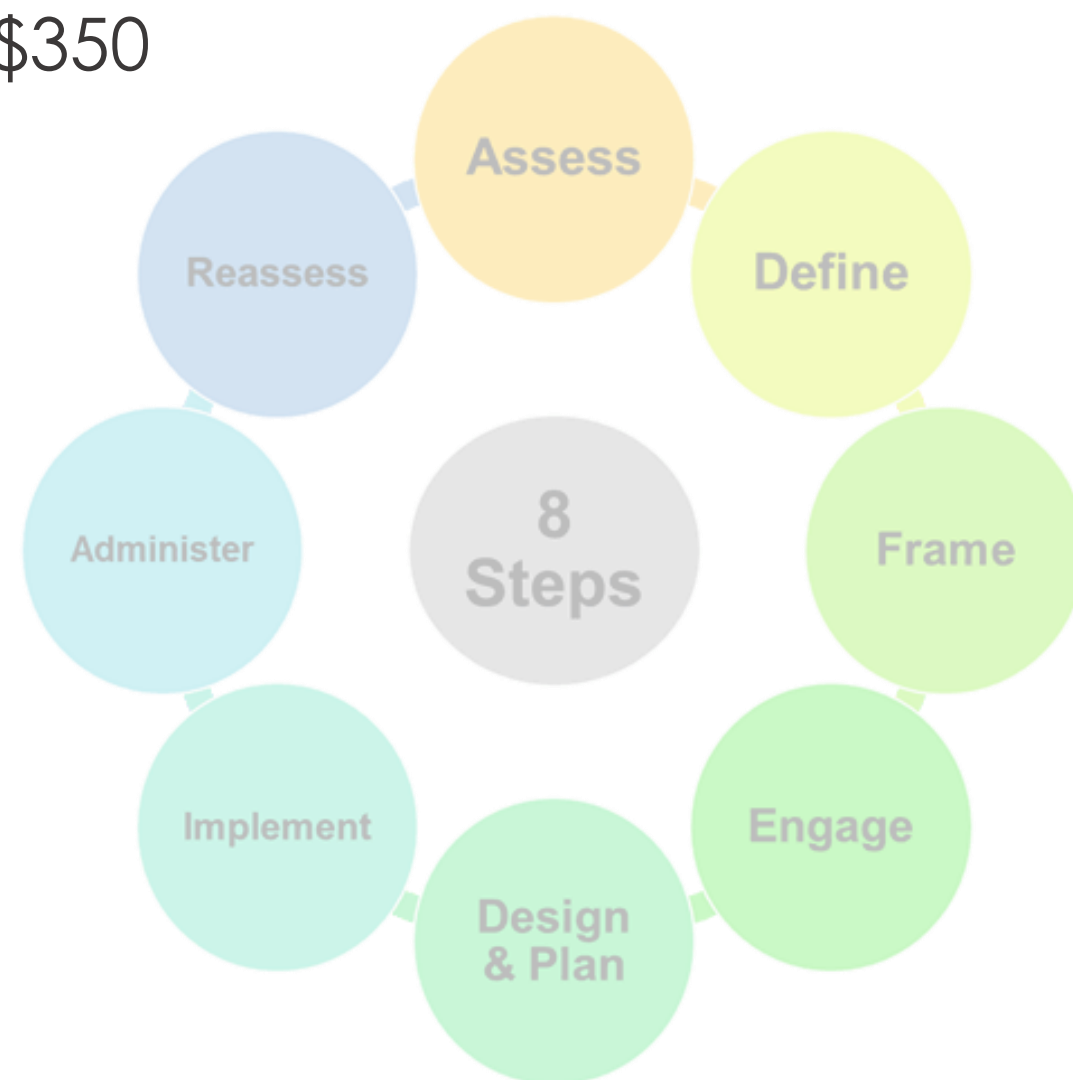 $350
Assess
Define
Frame
Engage
Design
& Plan
Implement
Administer
Reassess
8
Steps